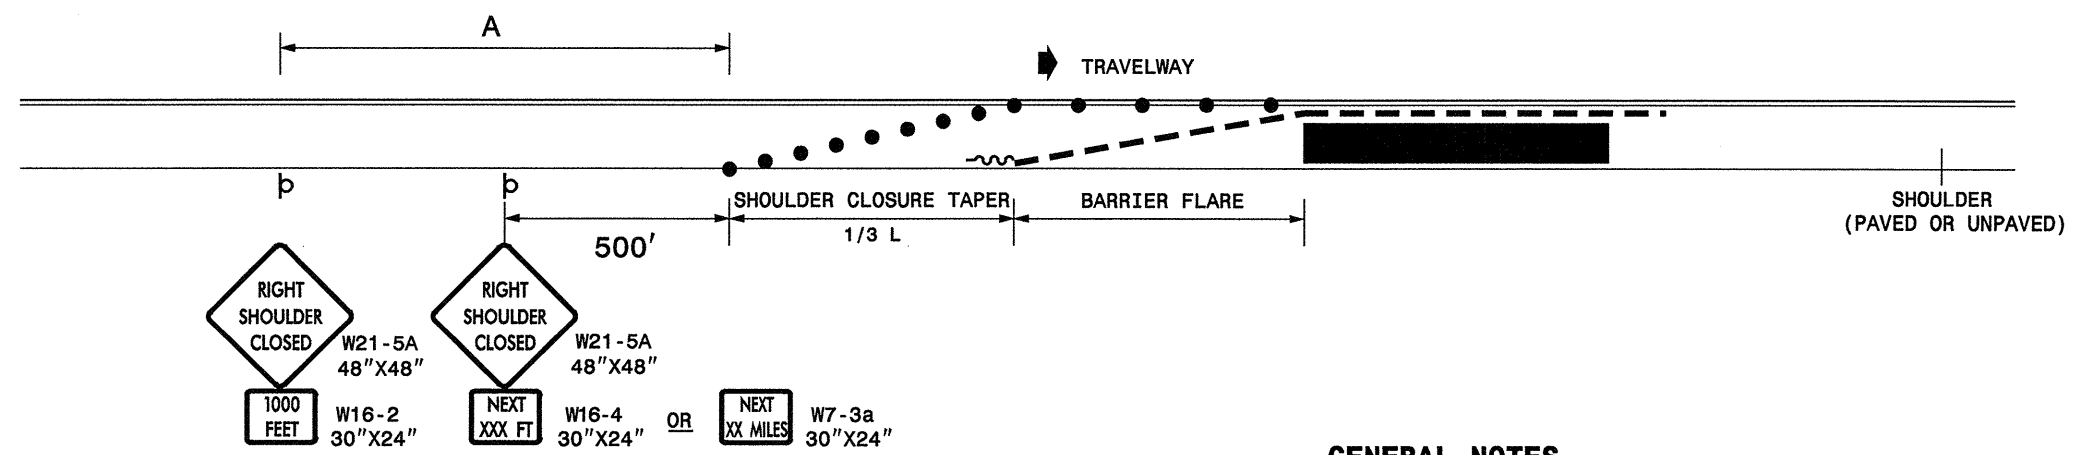 A
TRAVELWAY
SHOULDER CLOSURE TAPER
BARRIER FLARE
SHOULDER
(PAVED OR UNPAVED)
500'
1/3 L
RIGHT
SHOULDER
CLOSED
W21-5A
48"X48"
1000
FEET
W16-2
30"X24"
RIGHT
SHOULDER
CLOSED
W21-5A
48"X48"
NEXT
XXX FT
W16-4
30"X24"
OR
NEXT
XX MILES
W7-3a
30"X24"
GENERAL NOTES